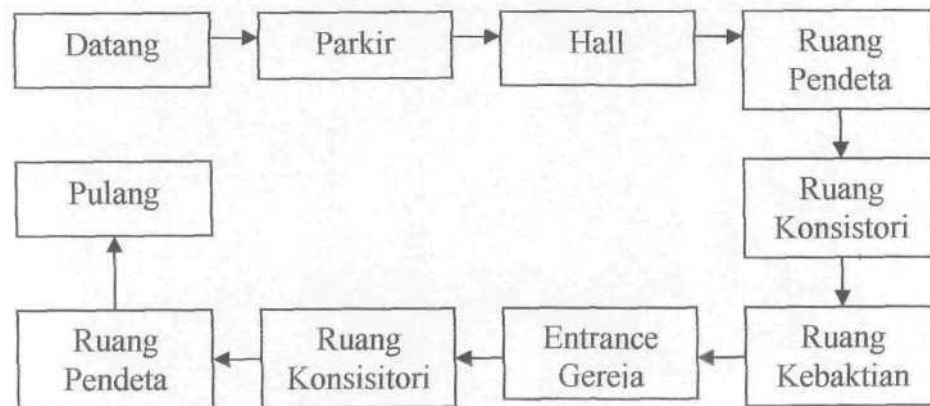 Datang
Parkir
Hall
Ruang
Pendeta
Ruang
Konsistori
Ruang
Kebaktian
Entrance
Gereja
Ruang
Konsisitori
Ruang
Pendeta
Pulang